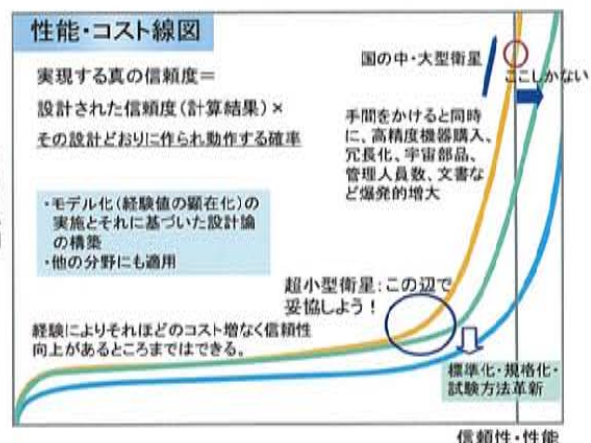 性能・コスト線図
実現する真の信頼度＝
設計された信頼度(計算結果)×
その設計どおりに作られ動作する確率
・モデル化(経験値の顕在化)の
実施とそれに基づいた設計論
の構築
・他の分野にも適用
経験によりそれほどのコスト増なく信頼性
向上があるところまではできる。
国の中・大型衛星
ここしかない
手間をかけると同時
に、高精度機器購入、
冗長化、宇宙部品、
管理人員数、文書な
ど爆発的増大
超小型衛星：この辺で
妥協しよう！
標準化・規格化・
試験方法革新
信頼性・性能